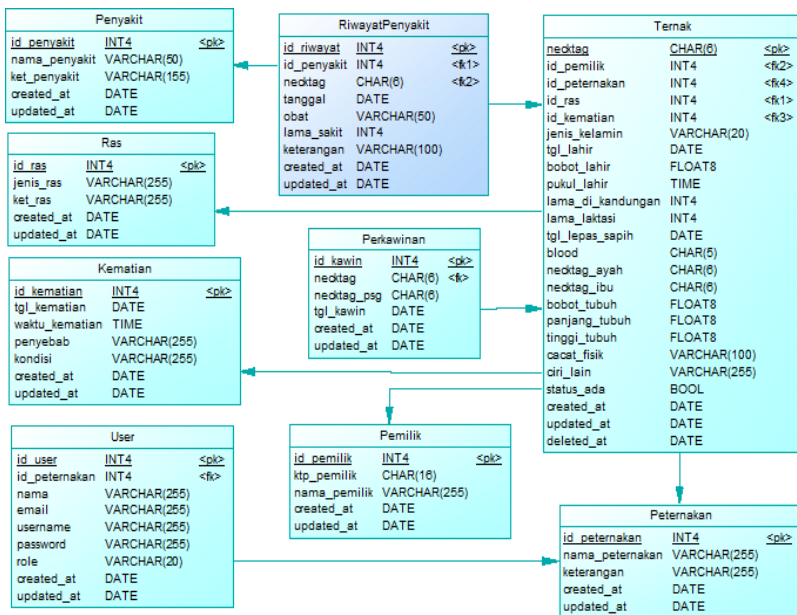 Penyakit
id_penyakit INT4 <pk>
nama_penyakit VARCHAR(50)
ket_penyakit VARCHAR(155)
created_at DATE
updated_at DATE
RiwayatPenyakit
id_riwayat INT4 <pk>
id_penyakit INT4 <fk1>
necktag CHAR(6) <fk2>
tanggal DATE
obat VARCHAR(50)
lama_sakit INT4
keterangan VARCHAR(100)
created_at DATE
updated_at DATE
Ternak
necktag CHAR(6) <pk>
id_pemilik INT4 <fk2>
id_peternakan INT4 <fk4>
id_ras INT4 <fk1>
id_kematian INT4 <fk3>
jenis_kelamin VARCHAR(20)
tgl_lahir DATE
bobot_lahir FLOAT8
pukul_lahir TIME
lama_di_kandungan INT4
lama_laktasi INT4
tgl_lepas_sapih DATE
blood CHAR(5)
necktag_ayah CHAR(6)
necktag_ibu CHAR(6)
bobot_tubuh FLOAT8
panjang_tubuh FLOAT8
tinggi_tubuh FLOAT8
cacat_fisik VARCHAR(100)
ciri_lain VARCHAR(255)
status_ada BOOL
created_at DATE
updated_at DATE
deleted_at DATE
Ras
id_ras INT4 <pk>
jenis_ras VARCHAR(255)
ket_ras VARCHAR(255)
created_at DATE
updated_at DATE
Perkawinan
id_kawin INT4 <pk>
necktag CHAR(6) <fk>
necktag_psg CHAR(6)
tgl_kawin DATE
created_at DATE
updated_at DATE
Kematian
id_kematian INT4 <pk>
tgl_kematian DATE
waktu_kematian TIME
penyebab VARCHAR(255)
kondisi VARCHAR(255)
created_at DATE
updated_at DATE
User
id_user INT4 <pk>
id_peternakan INT4 <fk>
nama VARCHAR(255)
email VARCHAR(255)
username VARCHAR(255)
password VARCHAR(255)
role VARCHAR(20)
created_at DATE
updated_at DATE
Pemilik
id_pemilik INT4 <pk>
ktp_pemilik CHAR(16)
nama_pemilik VARCHAR(255)
created_at DATE
updated_at DATE
Peternakan
id_peternakan INT4 <pk>
nama_peternakan VARCHAR(255)
keterangan VARCHAR(255)
created_at DATE
updated_at DATE